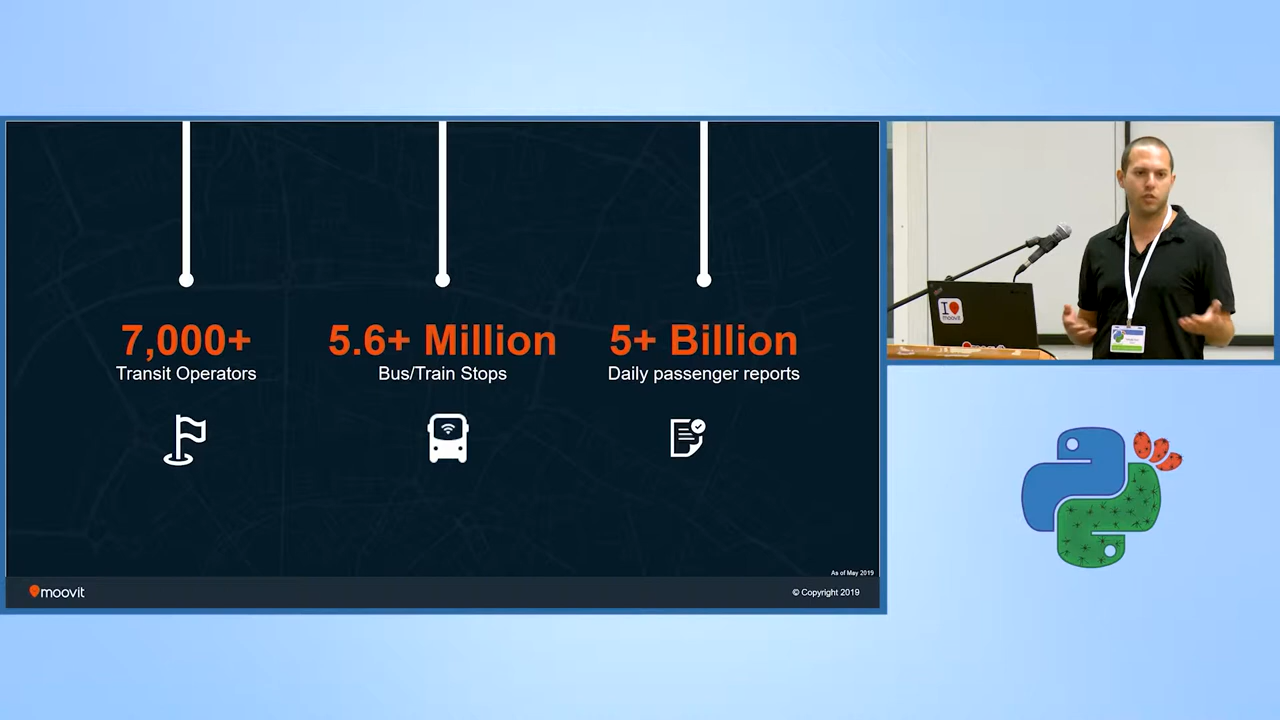 7,000+
Transit Operators
5.6+ Million
Bus/Train Stops
5+ Billion
Daily passenger reports
As of May 2019
moovit
© Copyright 2019
I
moovit